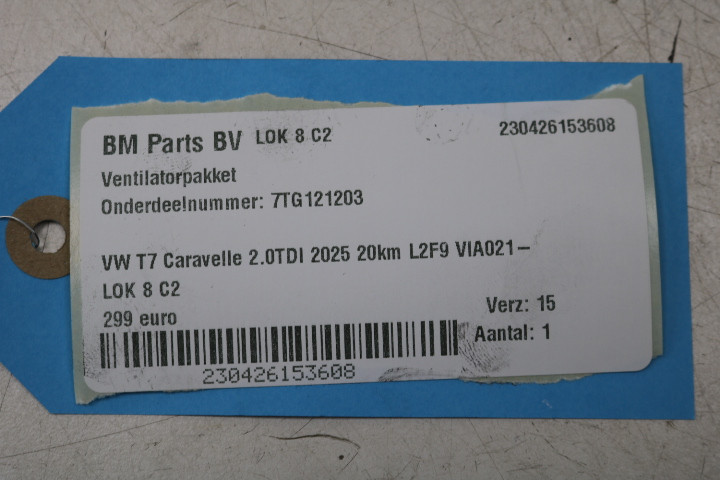 BM Parts BV LOK 8 C2 230426153608
Ventilatorpakket
Onderdeelnummer: 7TG121203
VW T7 Caravelle 2.0TDI 2025 20km L2F9 VIA021-
LOK 8 C2
299 euro
Verz: 15
Aantal: 1
230426153608